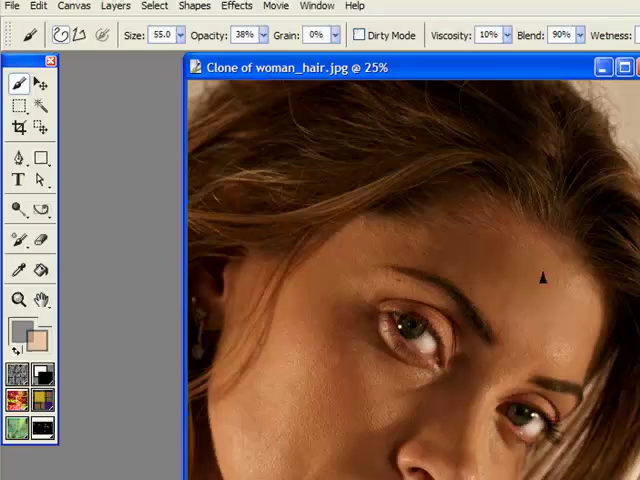 File Edit Canvas Layers Select Shapes Effects Movie Window Help
Size: 55.0 Opacity: 38% Grain: 0% Dirty Mode Viscosity: 10% Blend: 90% Wetness:
Clone of woman_hair.jpg @ 25%
T